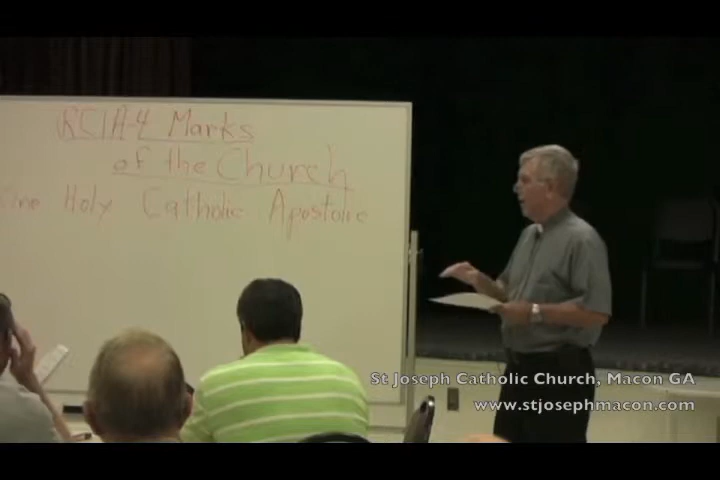 RCIA-4 Marks
of the Church
One Holy Catholic Apostolic
St Joseph Catholic Church, Macon GA
www.stjosephmacon.com